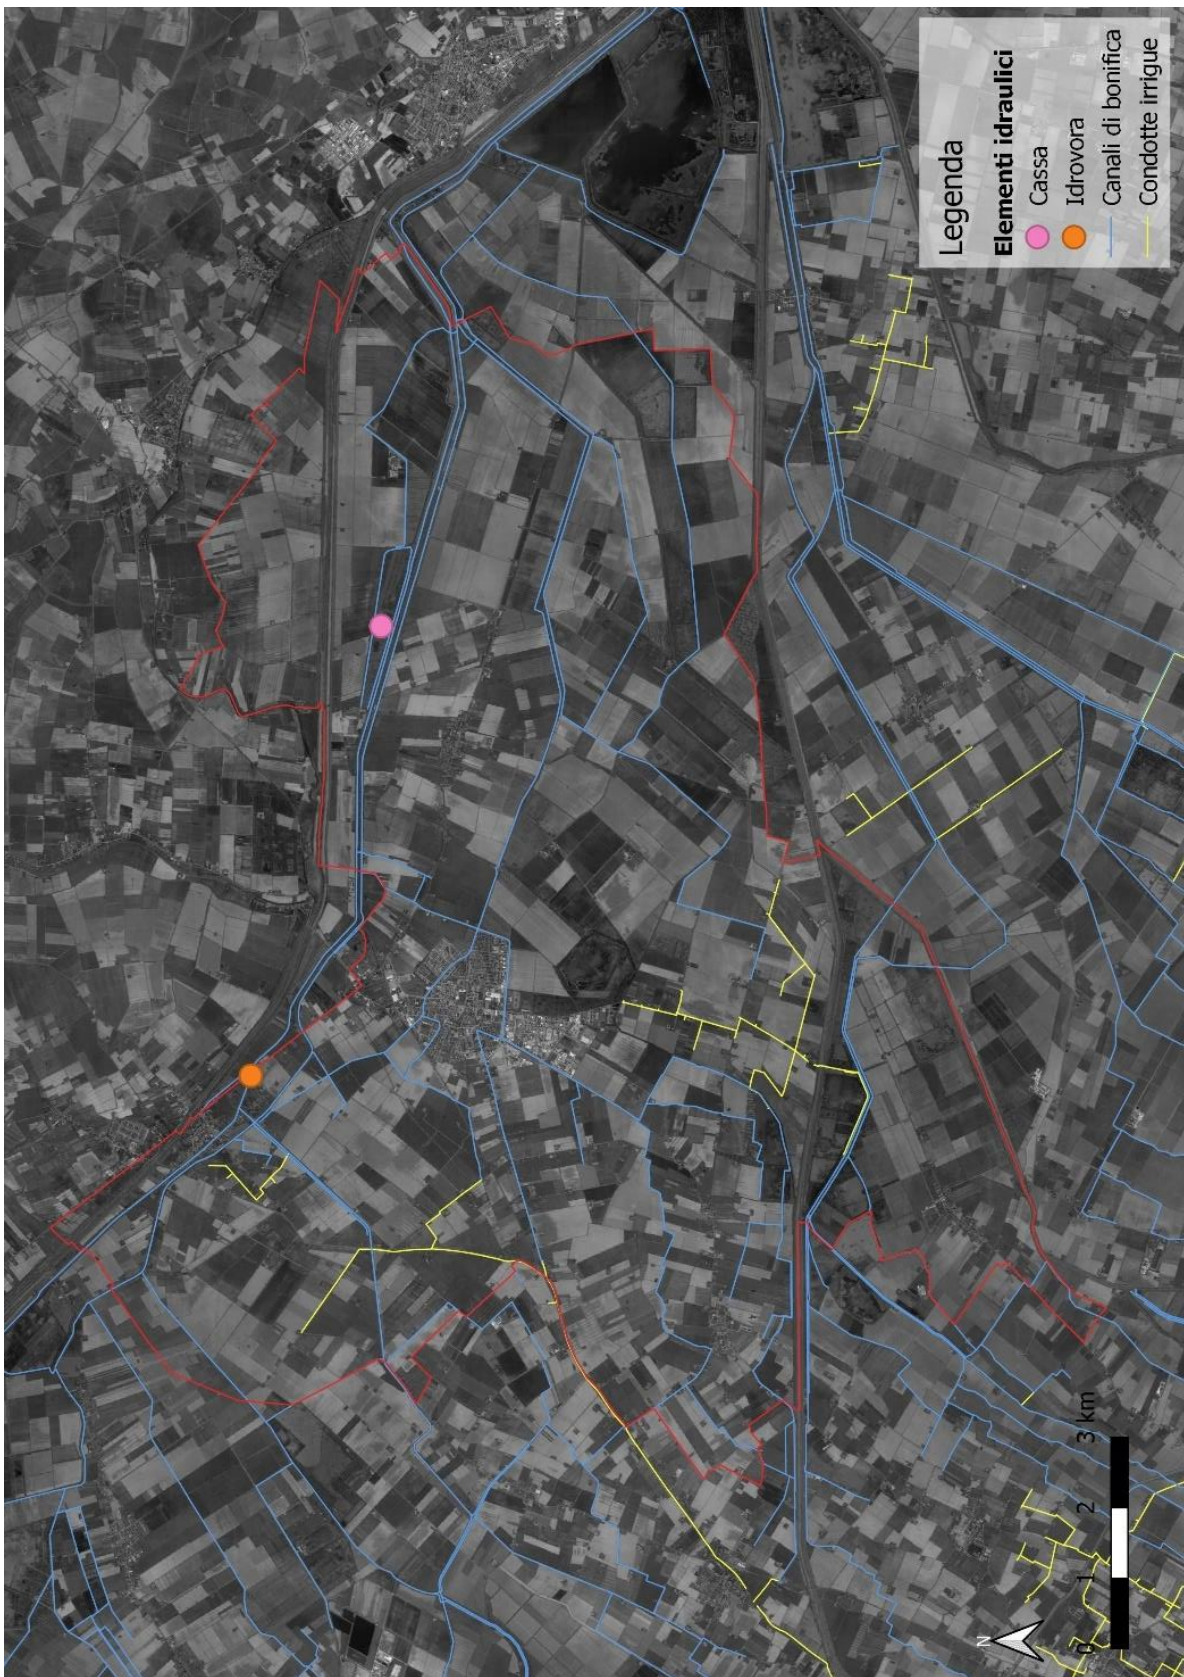 Legenda
Elementi idraulici
Cassa
Idrovora
Canali di bonifica
Condotte irrigue
N
0 1 2 3 km